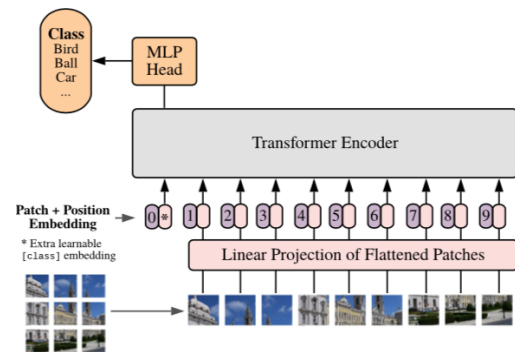 Class
Bird
Ball
Car
...
MLP
Head
Transformer Encoder
Patch + Position
Embedding
0 * 1 2 3 4 5 6 7 8 9
* Extra learnable
[class] embedding
Linear Projection of Flattened Patches